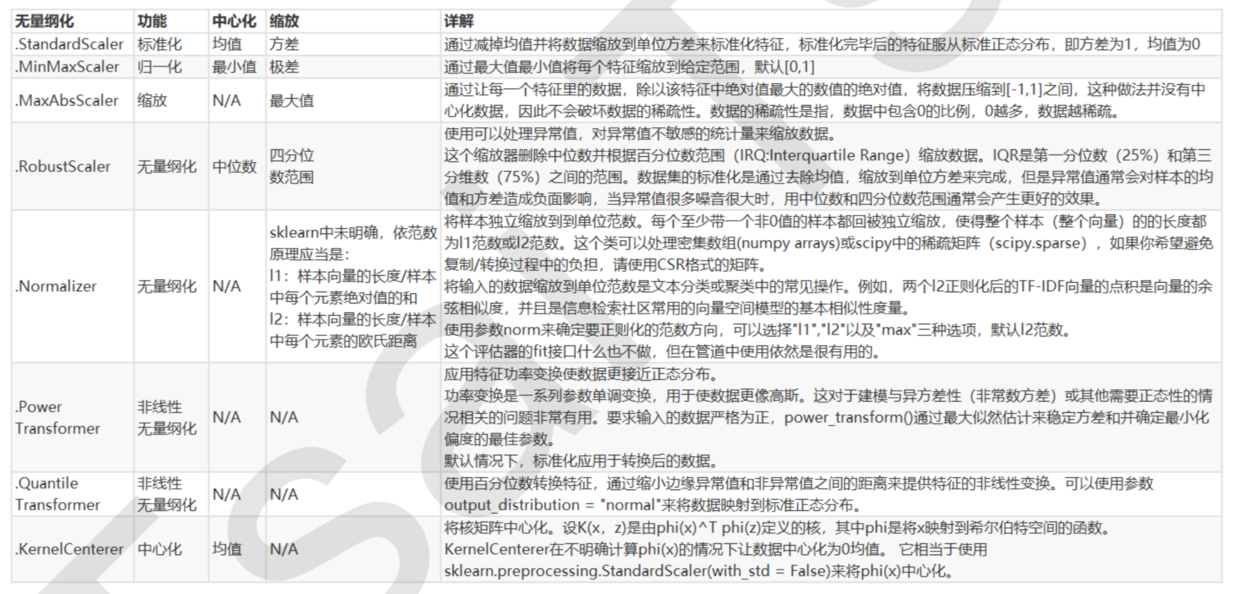 无量纲化 功能 中心化 缩放 详解
.StandardScaler 标准化 均值 方差 通过减掉均值并将数据缩放到单位方差来标准化特征，标准化完毕后的特征服从标准正态分布，即方差为1，均值为0
.MinMaxScaler 归一化 最小值 极差 通过最大值最小值将每个特征缩放到给定范围，默认[0,1]
.MaxAbsScaler 缩放 N/A 最大值
通过让每一个特征里的数据，除以该特征中绝对值最大的数值的绝对值，将数据压缩到[-1,1]之间，这种做法并没有中
心化数据，因此不会破坏数据的稀疏性。数据的稀疏性是指，数据中包含0的比例，0越多，数据越稀疏。
.RobustScaler 无量纲化 中位数
四分位
数范围
使用可以处理异常值，对异常值不敏感的统计量来缩放数据。
这个缩放器删除中位数并根据百分位数范围（IRQ:Interquartile Range）缩放数据。IQR是第一分位数（25%）和第三
分维数（75%）之间的范围。数据集的标准化是通过去除均值，缩放到单位方差来完成，但是异常值通常会对样本的均
值和方差造成负面影响，当异常值很多噪音很大时，用中位数和四分位数范围通常会产生更好的效果。
.Normalizer 无量纲化 N/A
sklearn中未明确，依范数
原理应当是：
l1：样本向量的长度/样本
中每个元素绝对值的和
l2：样本向量的长度/样本
中每个元素的欧氏距离
将样本独立缩放到到单位范数。每个至少带一个非0值的样本都回被独立缩放，使得整个样本（整个向量）的的长度都
为l1范数或l2范数。这个类可以处理密集数组(numpy arrays)或scipy中的稀疏矩阵（scipy.sparse），如果你希望避免
复制/转换过程中的负担，请使用CSR格式的矩阵。
将输入的数据缩放到单位范数是文本分类或聚类中的常见操作。例如，两个l2正则化后的TF-IDF向量的点积是向量的余
弦相似度，并且是信息检索社区常用的向量空间模型的基本相似性度量。
使用参数norm来确定要正则化的范数方向，可以选择"l1","l2"以及"max"三种选项，默认l2范数。
这个评估器的fit接口什么也不做，但在管道中使用依然是很有用的。
.Power
Transformer
非线性
无量纲化
N/A N/A
应用特征功率变换使数据更接近正态分布。
功率变换是一系列参数单调变换，用于使数据更像高斯。这对于建模与异方差性（非常数方差）或其他需要正态性的情
况相关的问题非常有用。要求输入的数据严格为正，power_transform()通过最大似然估计来稳定方差和并确定最小化
偏度的最佳参数。
默认情况下，标准化应用于转换后的数据。
.Quantile
Transformer
非线性
无量纲化
N/A N/A
使用百分位数转换特征，通过缩小边缘异常值和非异常值之间的距离来提供特征的非线性变换。可以使用参数
output_distribution = "normal"来将数据映射到标准正态分布。
.KernelCenterer 中心化 均值 N/A
将核矩阵中心化。设K(x，z)是由phi(x)^T phi(z)定义的核，其中phi是将x映射到希尔伯特空间的函数。
KernelCenterer在不明确计算phi(x)的情况下让数据中心化为0均值。 它相当于使用
sklearn.preprocessing.StandardScaler(with_std = False)来将phi(x)中心化。